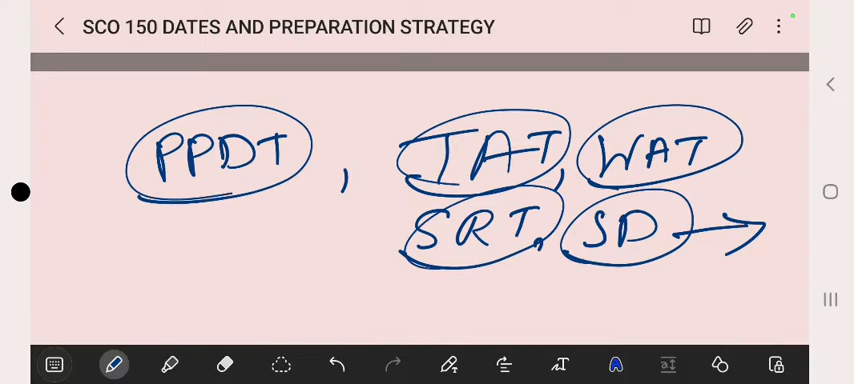 SCO 150 DATES AND PREPARATION STRATEGY
PPDT, TAT, WAT
SRT, SD →